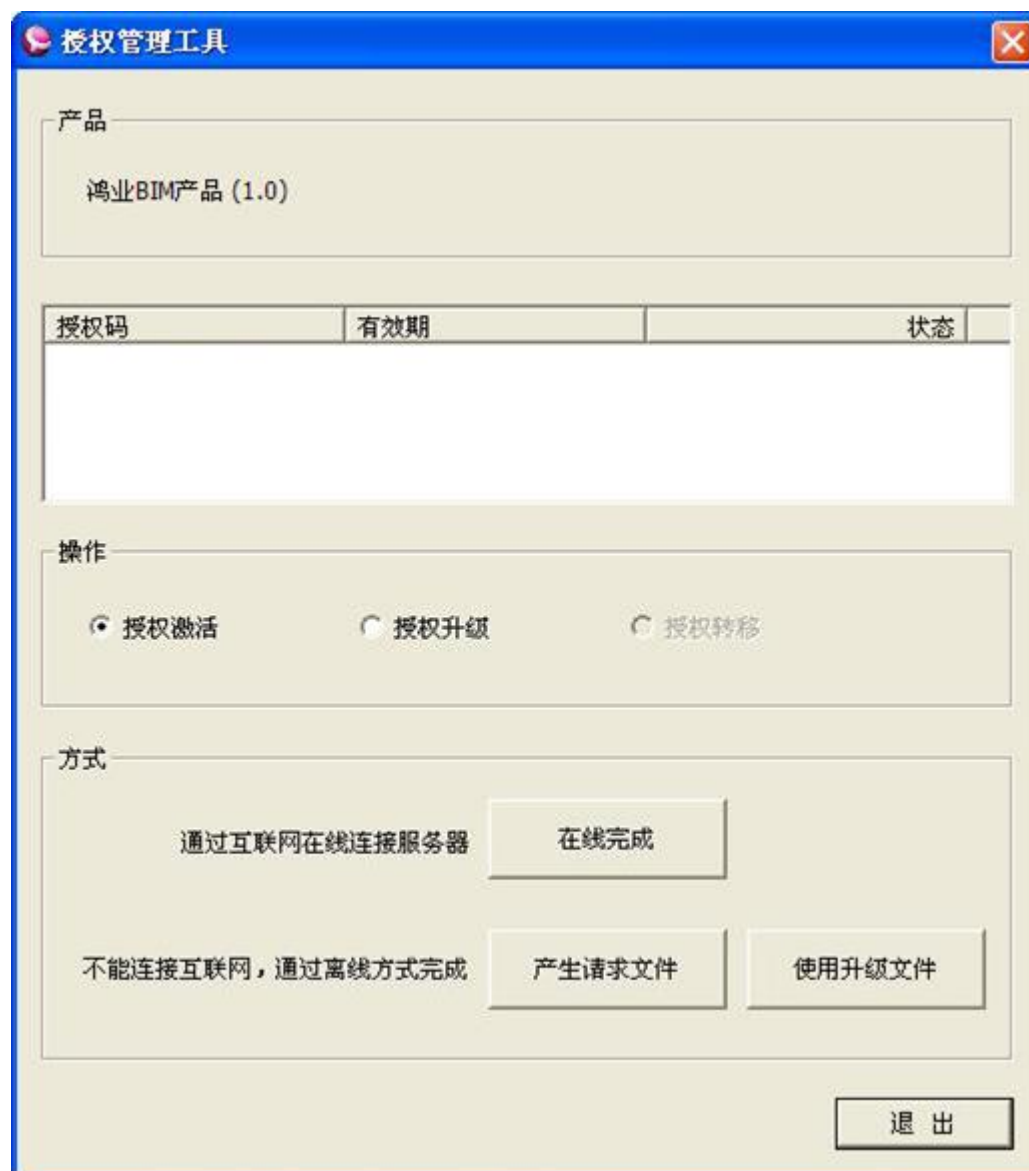 授权管理工具
产品
鸿业BIM产品 (1.0)
授权码 有效期 状态
操作
授权激活 授权升级 授权转移
方式
通过互联网在线连接服务器 在线完成
不能连接互联网，通过离线方式完成 产生请求文件 使用升级文件
退 出